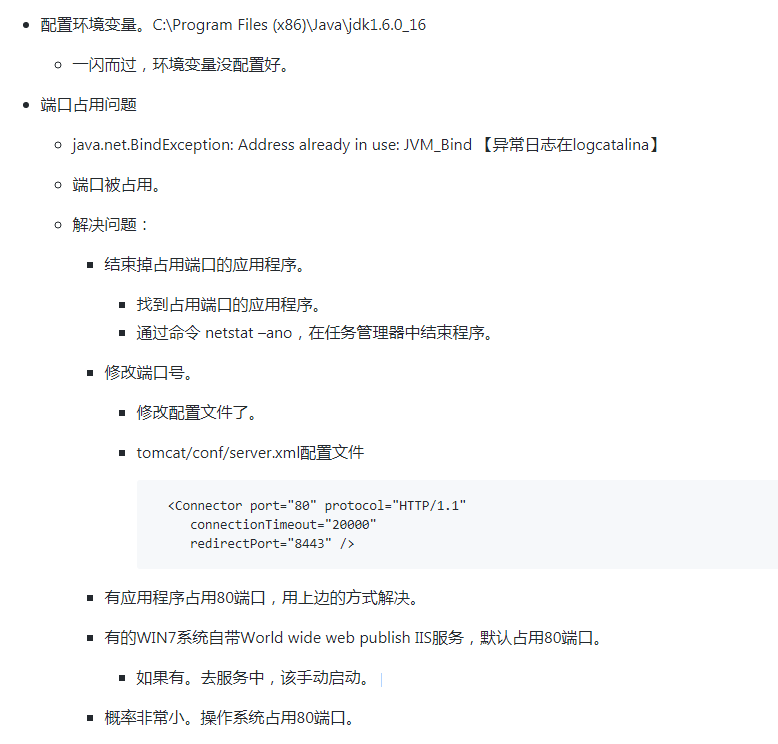 配置环境变量。C:\Program Files (x86)\Java\jdk1.6.0_16
一闪而过，环境变量没配置好。
端口占用问题
java.net.BindException: Address already in use: JVM_Bind 【异常日志在logcatalina】
端口被占用。
解决问题：
结束掉占用端口的应用程序。
找到占用端口的应用程序。
通过命令 netstat –ano，在任务管理器中结束程序。
修改端口号。
修改配置文件了。
tomcat/conf/server.xml配置文件
<Connector port="80" protocol="HTTP/1.1"
connectionTimeout="20000"
redirectPort="8443" />
有应用程序占用80端口，用上边的方式解决。
有的WIN7系统自带World wide web publish IIS服务，默认占用80端口。
如果有。去服务中，该手动启动。
概率非常小。操作系统占用80端口。